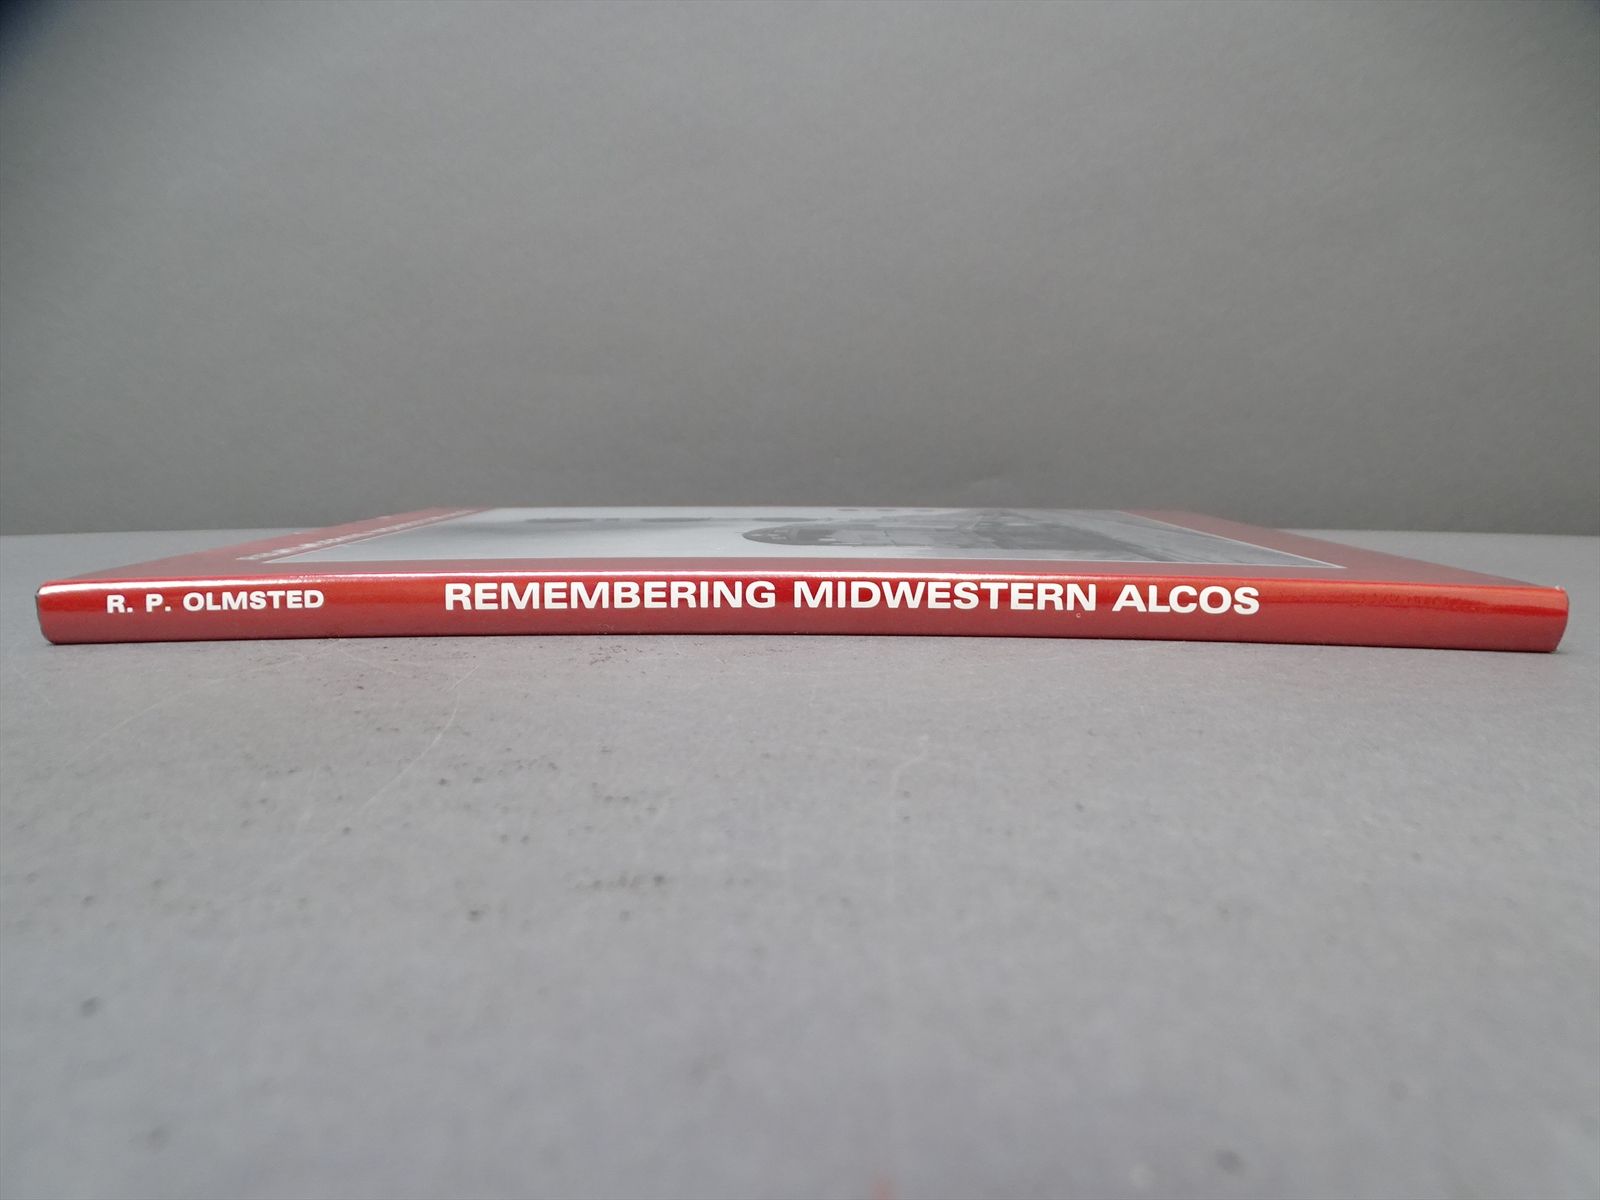 R. P. OLMSTED REMEMBERING MIDWESTERN ALCOS